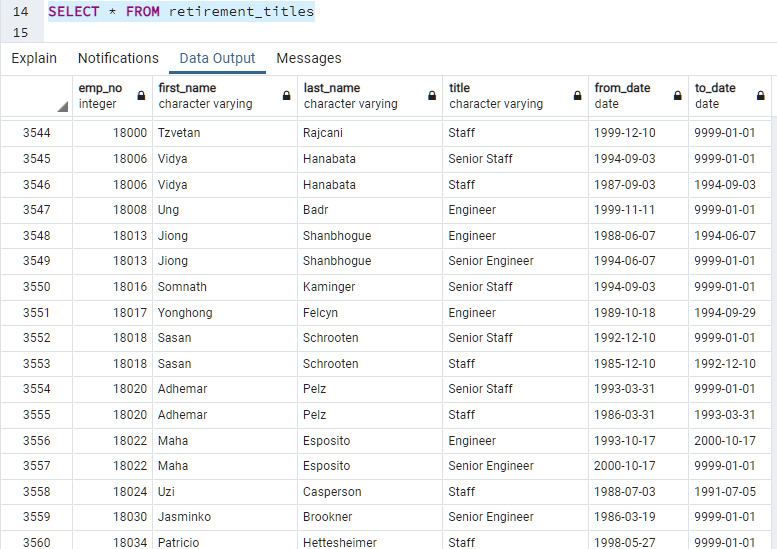 14 SELECT * FROM retirement_titles
15
Explain Notifications Data Output Messages
emp_no first_name last_name title from_date to_date
integer character varying character varying character varying date date
3544 18000 Tzvetan Rajcani Staff 1999-12-10 9999-01-01
3545 18006 Vidya Hanabata Senior Staff 1994-09-03 9999-01-01
3546 18006 Vidya Hanabata Staff 1987-09-03 1994-09-03
3547 18008 Ung Badr Engineer 1999-11-11 9999-01-01
3548 18013 Jiong Shanbhogue Engineer 1988-06-07 1994-06-07
3549 18013 Jiong Shanbhogue Senior Engineer 1994-06-07 9999-01-01
3550 18016 Somnath Kaminger Senior Staff 1994-09-03 9999-01-01
3551 18017 Yonghong Felcyn Engineer 1989-10-18 1994-09-29
3552 18018 Sasan Schrooten Senior Staff 1992-12-10 9999-01-01
3553 18018 Sasan Schrooten Staff 1985-12-10 1992-12-10
3554 18020 Adhemar Pelz Senior Staff 1993-03-31 9999-01-01
3555 18020 Adhemar Pelz Staff 1986-03-31 1993-03-31
3556 18022 Maha Esposito Engineer 1993-10-17 2000-10-17
3557 18022 Maha Esposito Senior Engineer 2000-10-17 9999-01-01
3558 18024 Uzi Casperson Staff 1988-07-03 1991-07-05
3559 18030 Jasminko Brookner Senior Engineer 1986-03-19 9999-01-01
3560 18034 Patricio Hettesheimer Staff 1998-05-27 9999-01-01